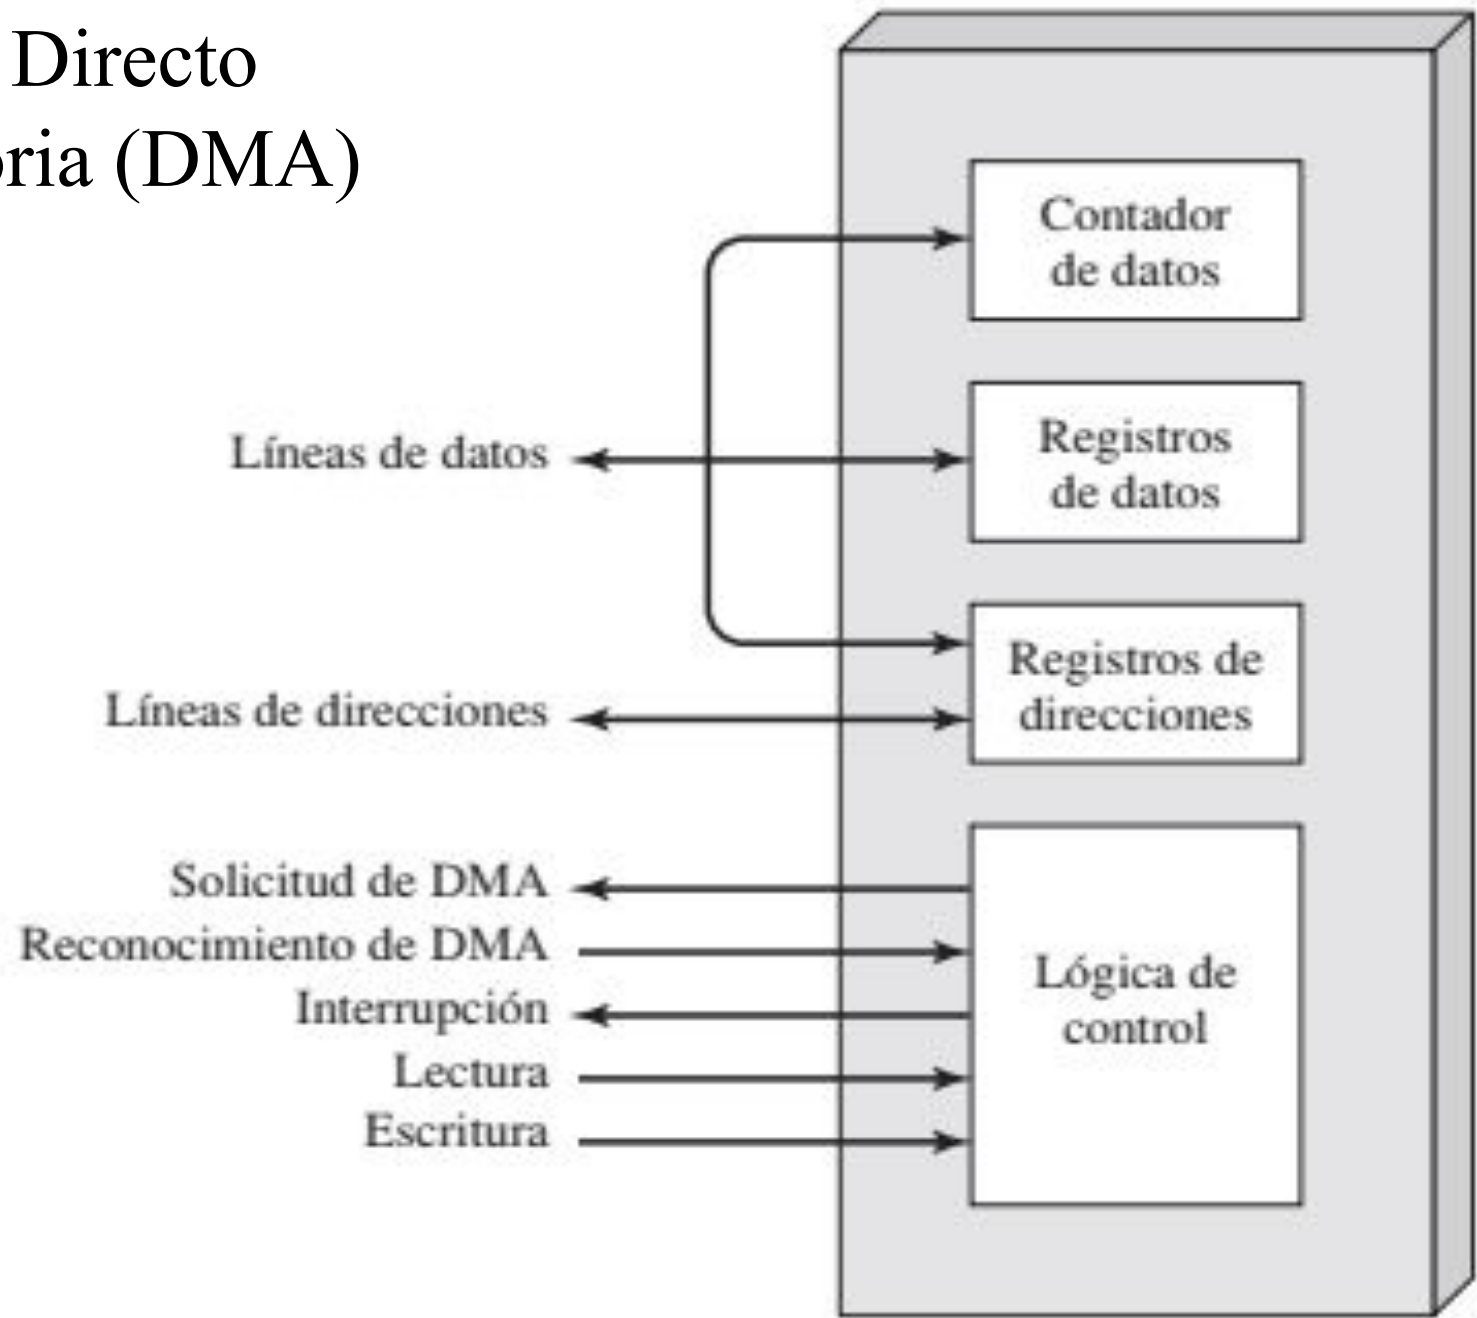 Directo
oria (DMA)
Contador
de datos
Líneas de datos
Registros
de datos
Registros de
direcciones
Líneas de direcciones
Solicitud de DMA
Reconocimiento de DMA
Interrupción
Lectura
Escritura
Lógica de
control